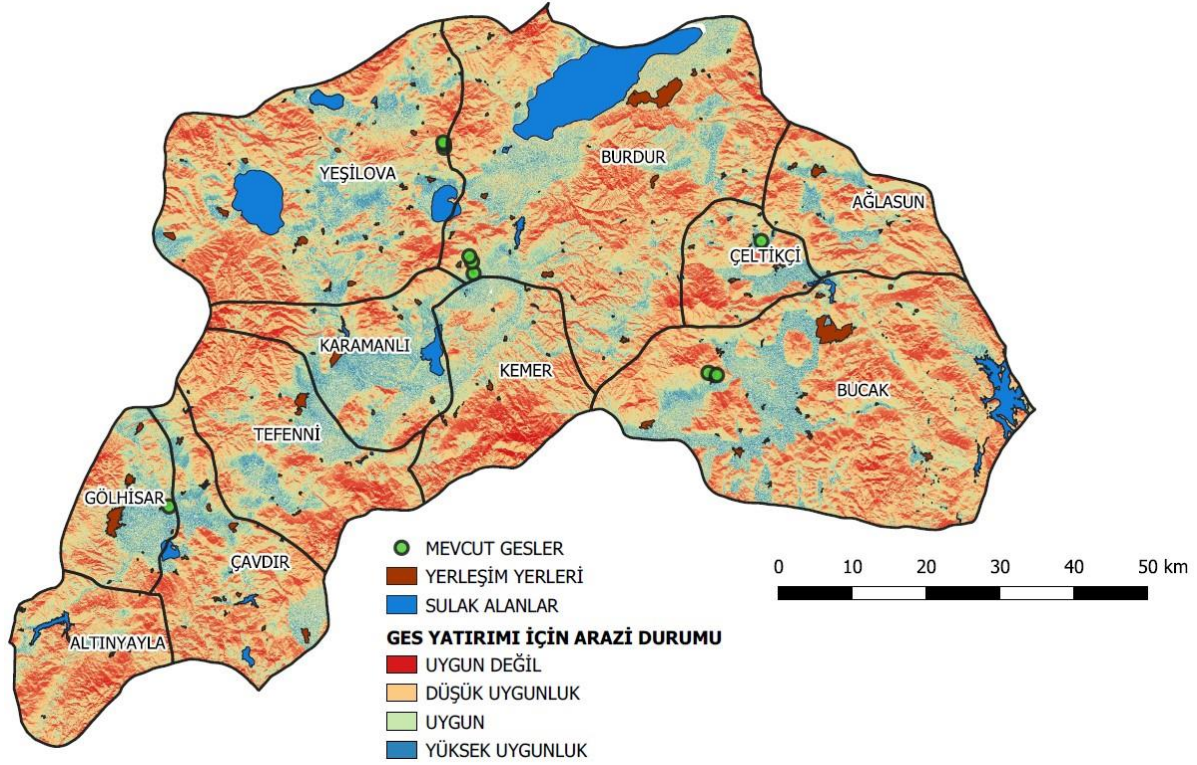 BURDUR
YEŞİLOVA
AĞLASUN
ÇELTİKÇİ
KARAMANLI
KEMER
BUCAK
TEFENNİ
GÖLHİSAR
ÇAVDIR
ALTINYAYLA
MEVCUT GESLER
YERLEŞİM YERLERİ
SULAK ALANLAR
GES YATIRIMI İÇİN ARAZİ DURUMU
UYGUN DEĞİL
DÜŞÜK UYGUNLUK
UYGUN
YÜKSEK UYGUNLUK
0 10 20 30 40 50 km